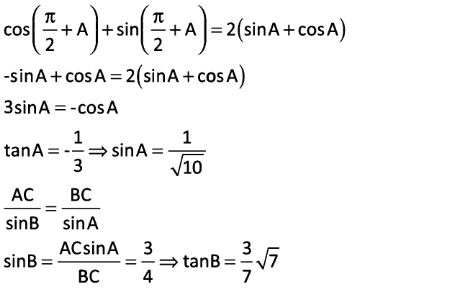 cos(π/2 + A) + sin(π/2 + A) = 2(sinA + cosA)
-sinA + cosA = 2(sinA + cosA)
3sinA = -cosA
tanA = -1/3 ⇒ sinA = 1/√10
AC/sinB = BC/sinA
sinB = ACsinA/BC = 3/4 ⇒ tanB = 3/7 √7